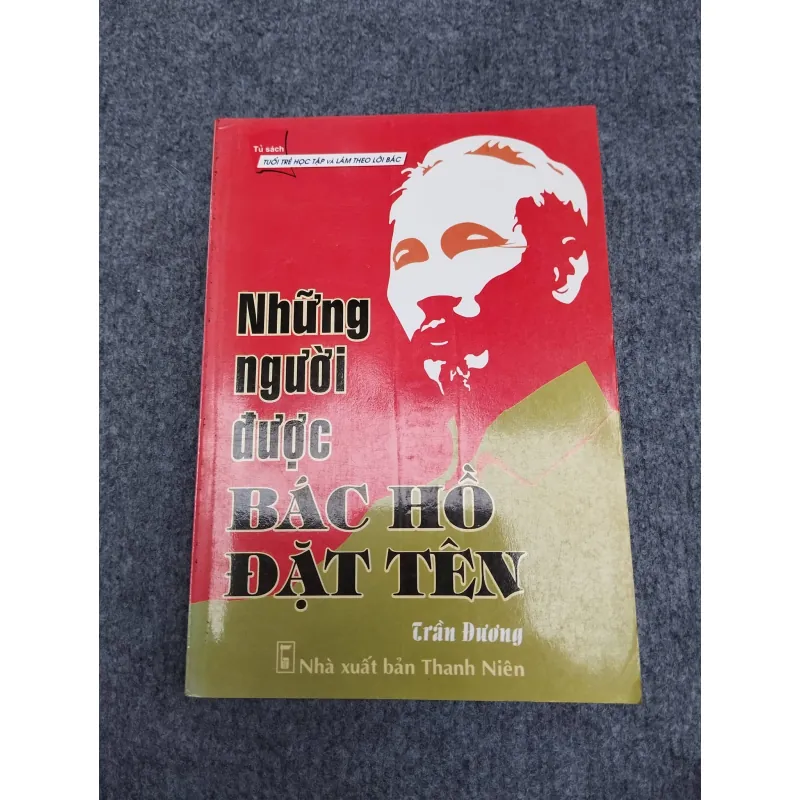 Tủ sách
TUỔI TRẺ HỌC TẬP VÀ LÀM THEO LỜI BÁC
Những
người
được
BÁC HỒ
ĐẶT TÊN
Trần Đương
Nhà xuất bản Thanh Niên